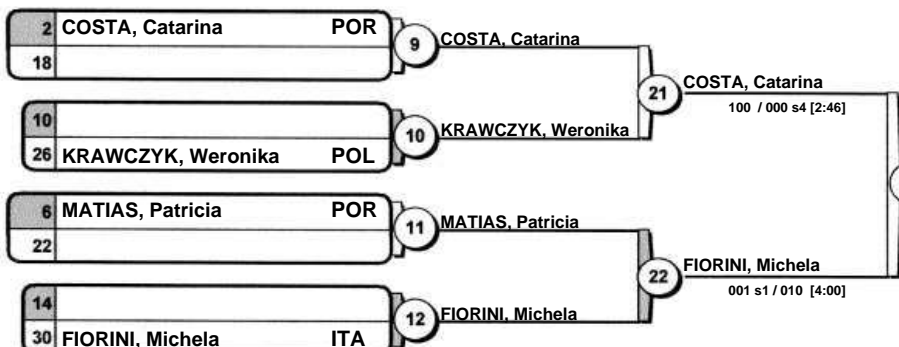 2 COSTA, Catarina POR
18
9 COSTA, Catarina
10
26 KRAWCZYK, Weronika POL
10 KRAWCZYK, Weronika
21 COSTA, Catarina
100 / 000 s4 [2:46]
6 MATIAS, Patricia POR
22
11 MATIAS, Patricia
14
30 FIORINI, Michela ITA
12 FIORINI, Michela
22 FIORINI, Michela
001 s1 / 010 [4:00]